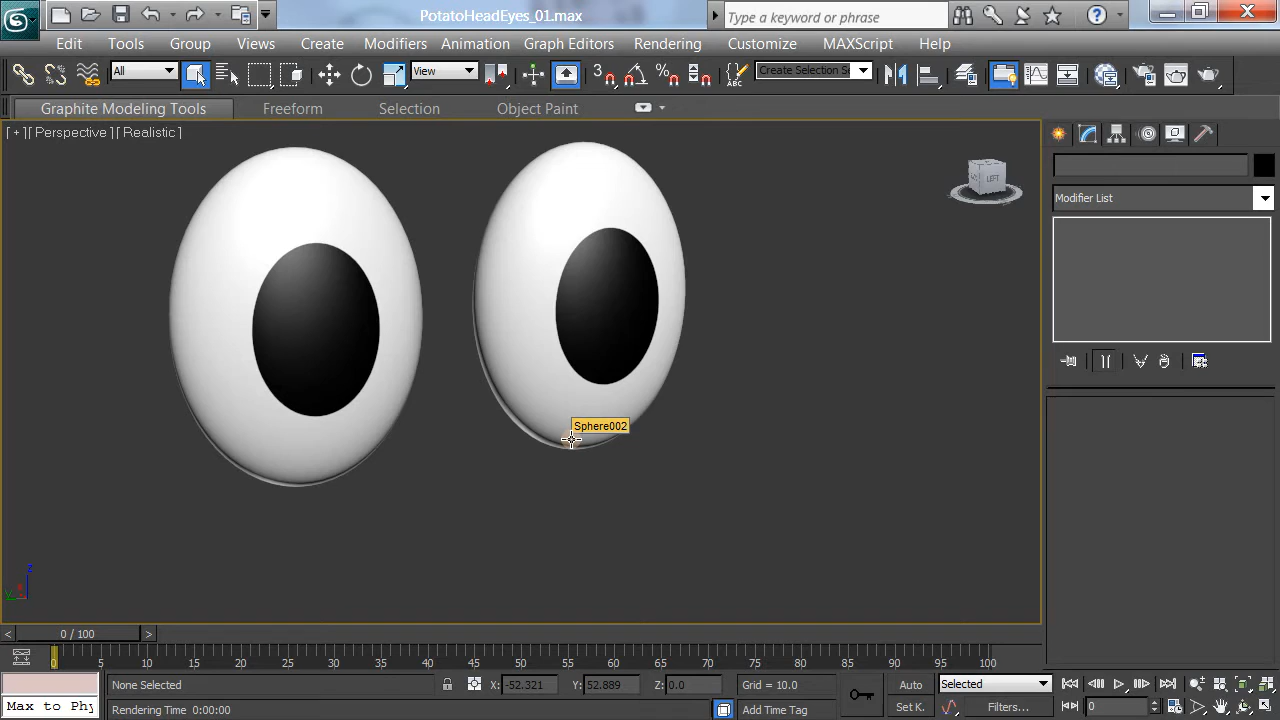 PotatoHeadEyes_01.max
Type a keyword or phrase
Edit Tools Group Views Create Modifiers Animation Graph Editors Rendering Customize MAXScript Help
All View Create Selection Se
Graphite Modeling Tools Freeform Selection Object Paint
[ + ][ Perspective ][ Realistic ]
LEFT
Modifier List
Sphere002
z
y
< 0 / 100 >
0 5 10 15 20 25 30 35 40 45 50 55 60 65 70 75 80 85 90 95 100
None Selected X: -52.321 Y: 52.889 Z: 0.0 Grid = 10.0 Auto Selected
Max to Phy Rendering Time 0:00:00 Add Time Tag Set K. Filters... 0